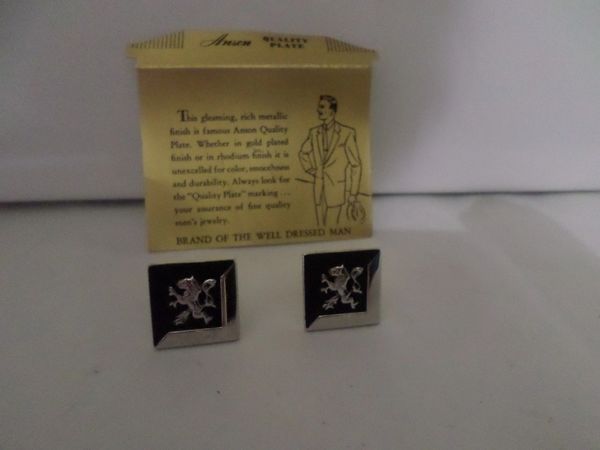 Anson QUALITY PLATE
This gleaming, rich metallic
finish is famous Anson Quality
Plate. Whether in gold plated
finish or in rhodium finish it is
unexcelled for color, smoothness
and durability. Always look for
the "Quality Plate" marking ...
your assurance of fine quality
men's jewelry.
BRAND OF THE WELL DRESSED MAN